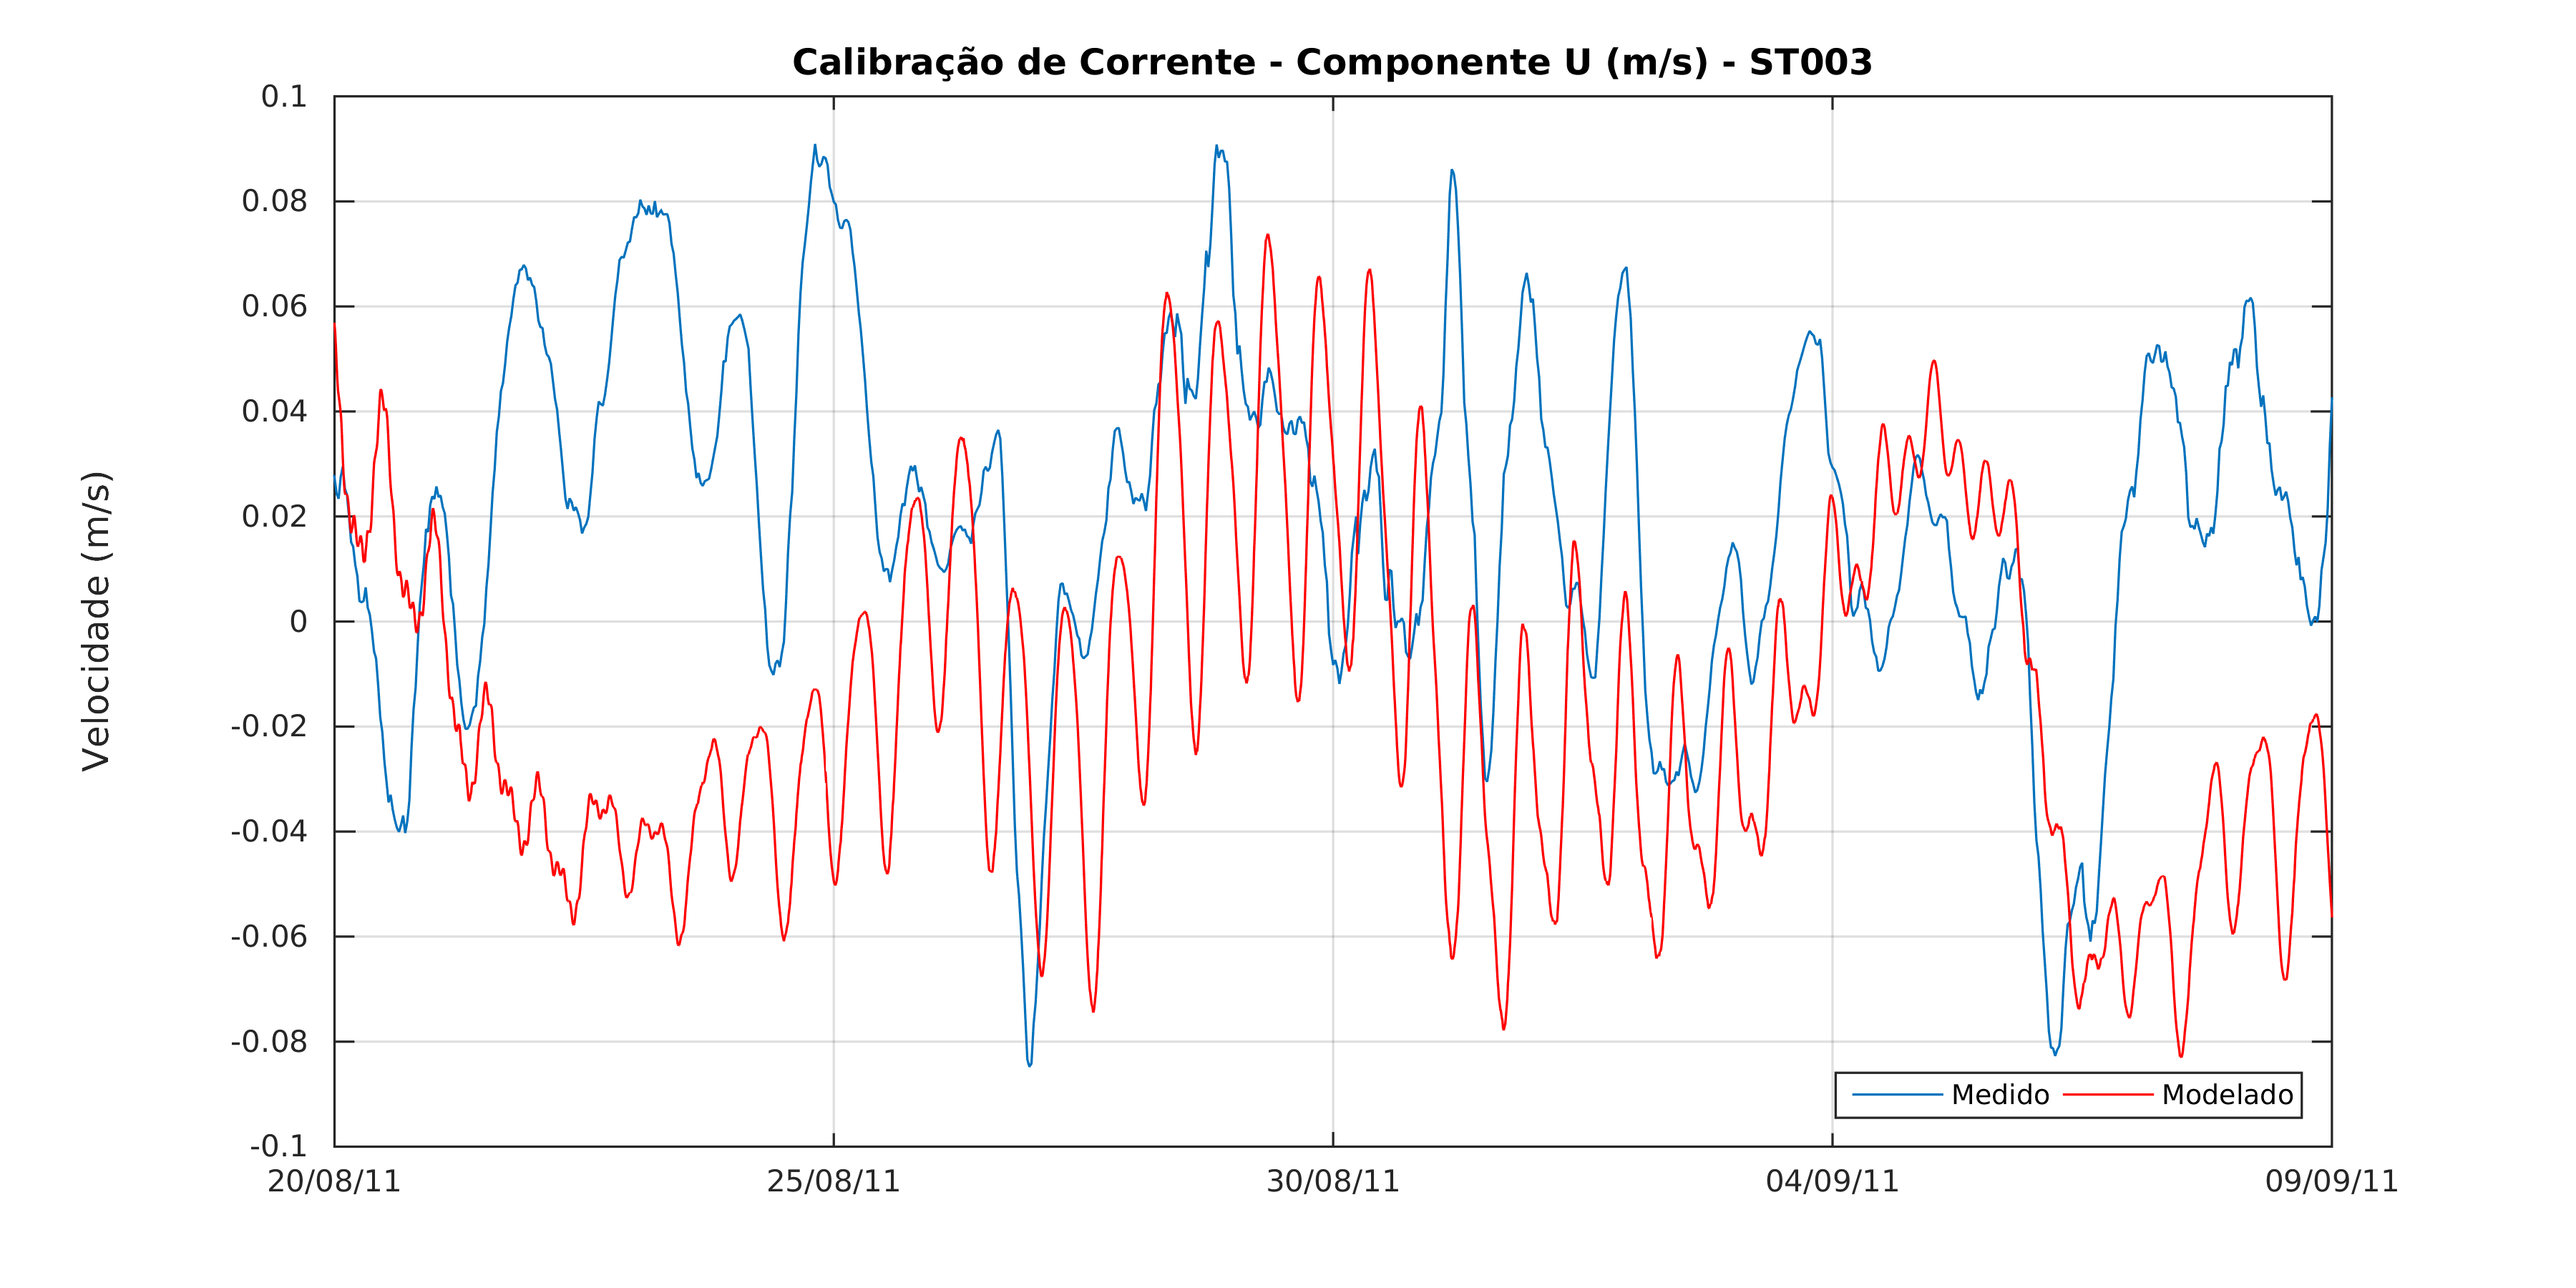 Calibração de Corrente - Componente U (m/s) - ST003
0.1
0.08
0.06
0.04
0.02
0
-0.02
-0.04
-0.06
-0.08
-0.1
Velocidade (m/s)
20/08/11 25/08/11 30/08/11 04/09/11 09/09/11
Medido Modelado